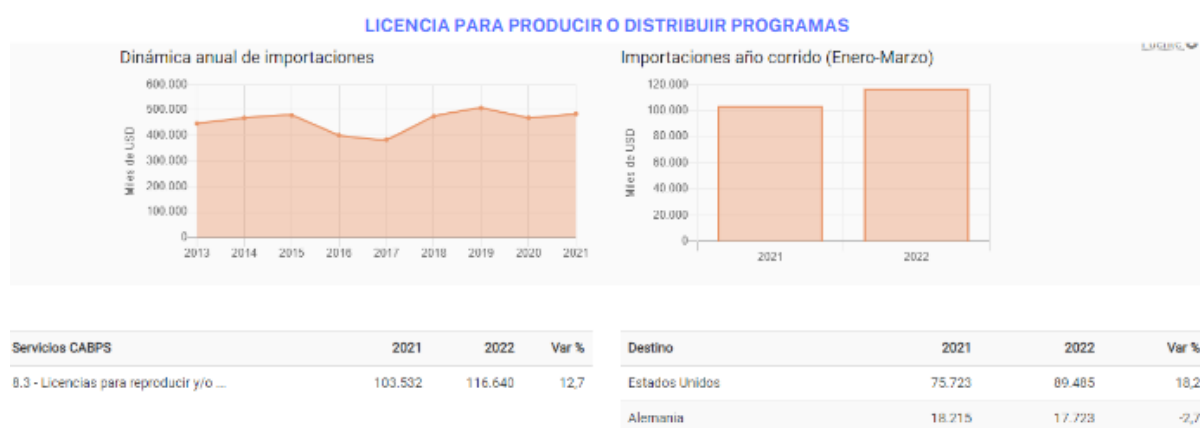 LICENCIA PARA PRODUCIR O DISTRIBUIR PROGRAMAS
Dinámica anual de importaciones
Miles de USD
600.000
500.000
400.000
300.000
200.000
100.000
0
2013 2014 2015 2016 2017 2018 2019 2020 2021
Importaciones año corrido (Enero-Marzo)
Miles de USD
120.000
100.000
80.000
60.000
40.000
20.000
0
2021 2022
Servicios CABPS 2021 2022 Var %
8.3 - Licencias para reproducir y/o ... 103.532 116.640 12,7
Destino 2021 2022 Var %
Estados Unidos 75.723 89.485 18,2
Alemania 18.215 17.723 -2,7